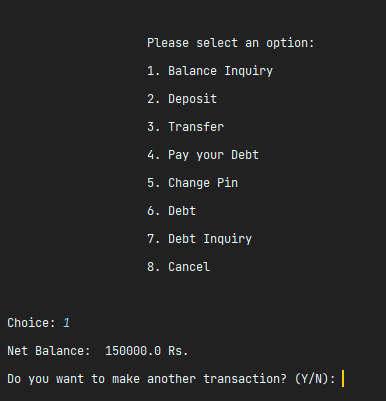 Please select an option:
1. Balance Inquiry
2. Deposit
3. Transfer
4. Pay your Debt
5. Change Pin
6. Debt
7. Debt Inquiry
8. Cancel
Choice: 1
Net Balance:  150000.0 Rs.
Do you want to make another transaction? (Y/N):